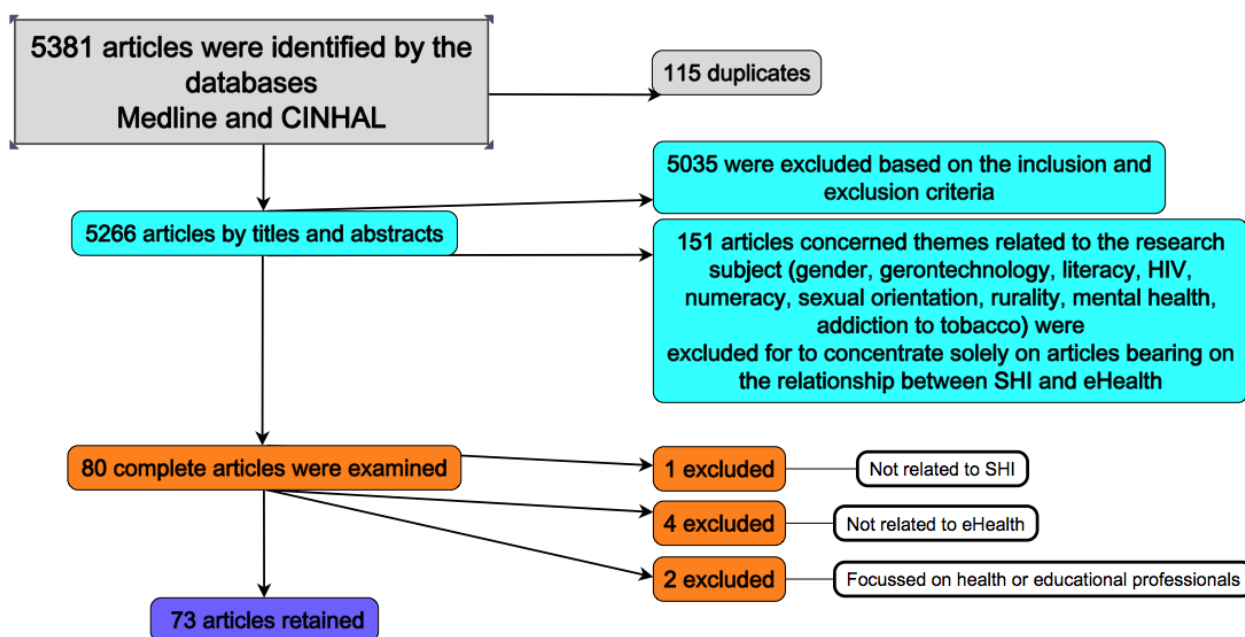 5381 articles were identified by the
databases
Medline and CINHAL
115 duplicates
5035 were excluded based on the inclusion and
exclusion criteria
5266 articles by titles and abstracts
151 articles concerned themes related to the research
subject (gender, gerontechnology, literacy, HIV,
numeracy, sexual orientation, rurality, mental health,
addiction to tobacco) were
excluded for to concentrate solely on articles bearing on
the relationship between SHI and eHealth
80 complete articles were examined
1 excluded
Not related to SHI
4 excluded
Not related to eHealth
2 excluded
Focussed on health or educational professionals
73 articles retained